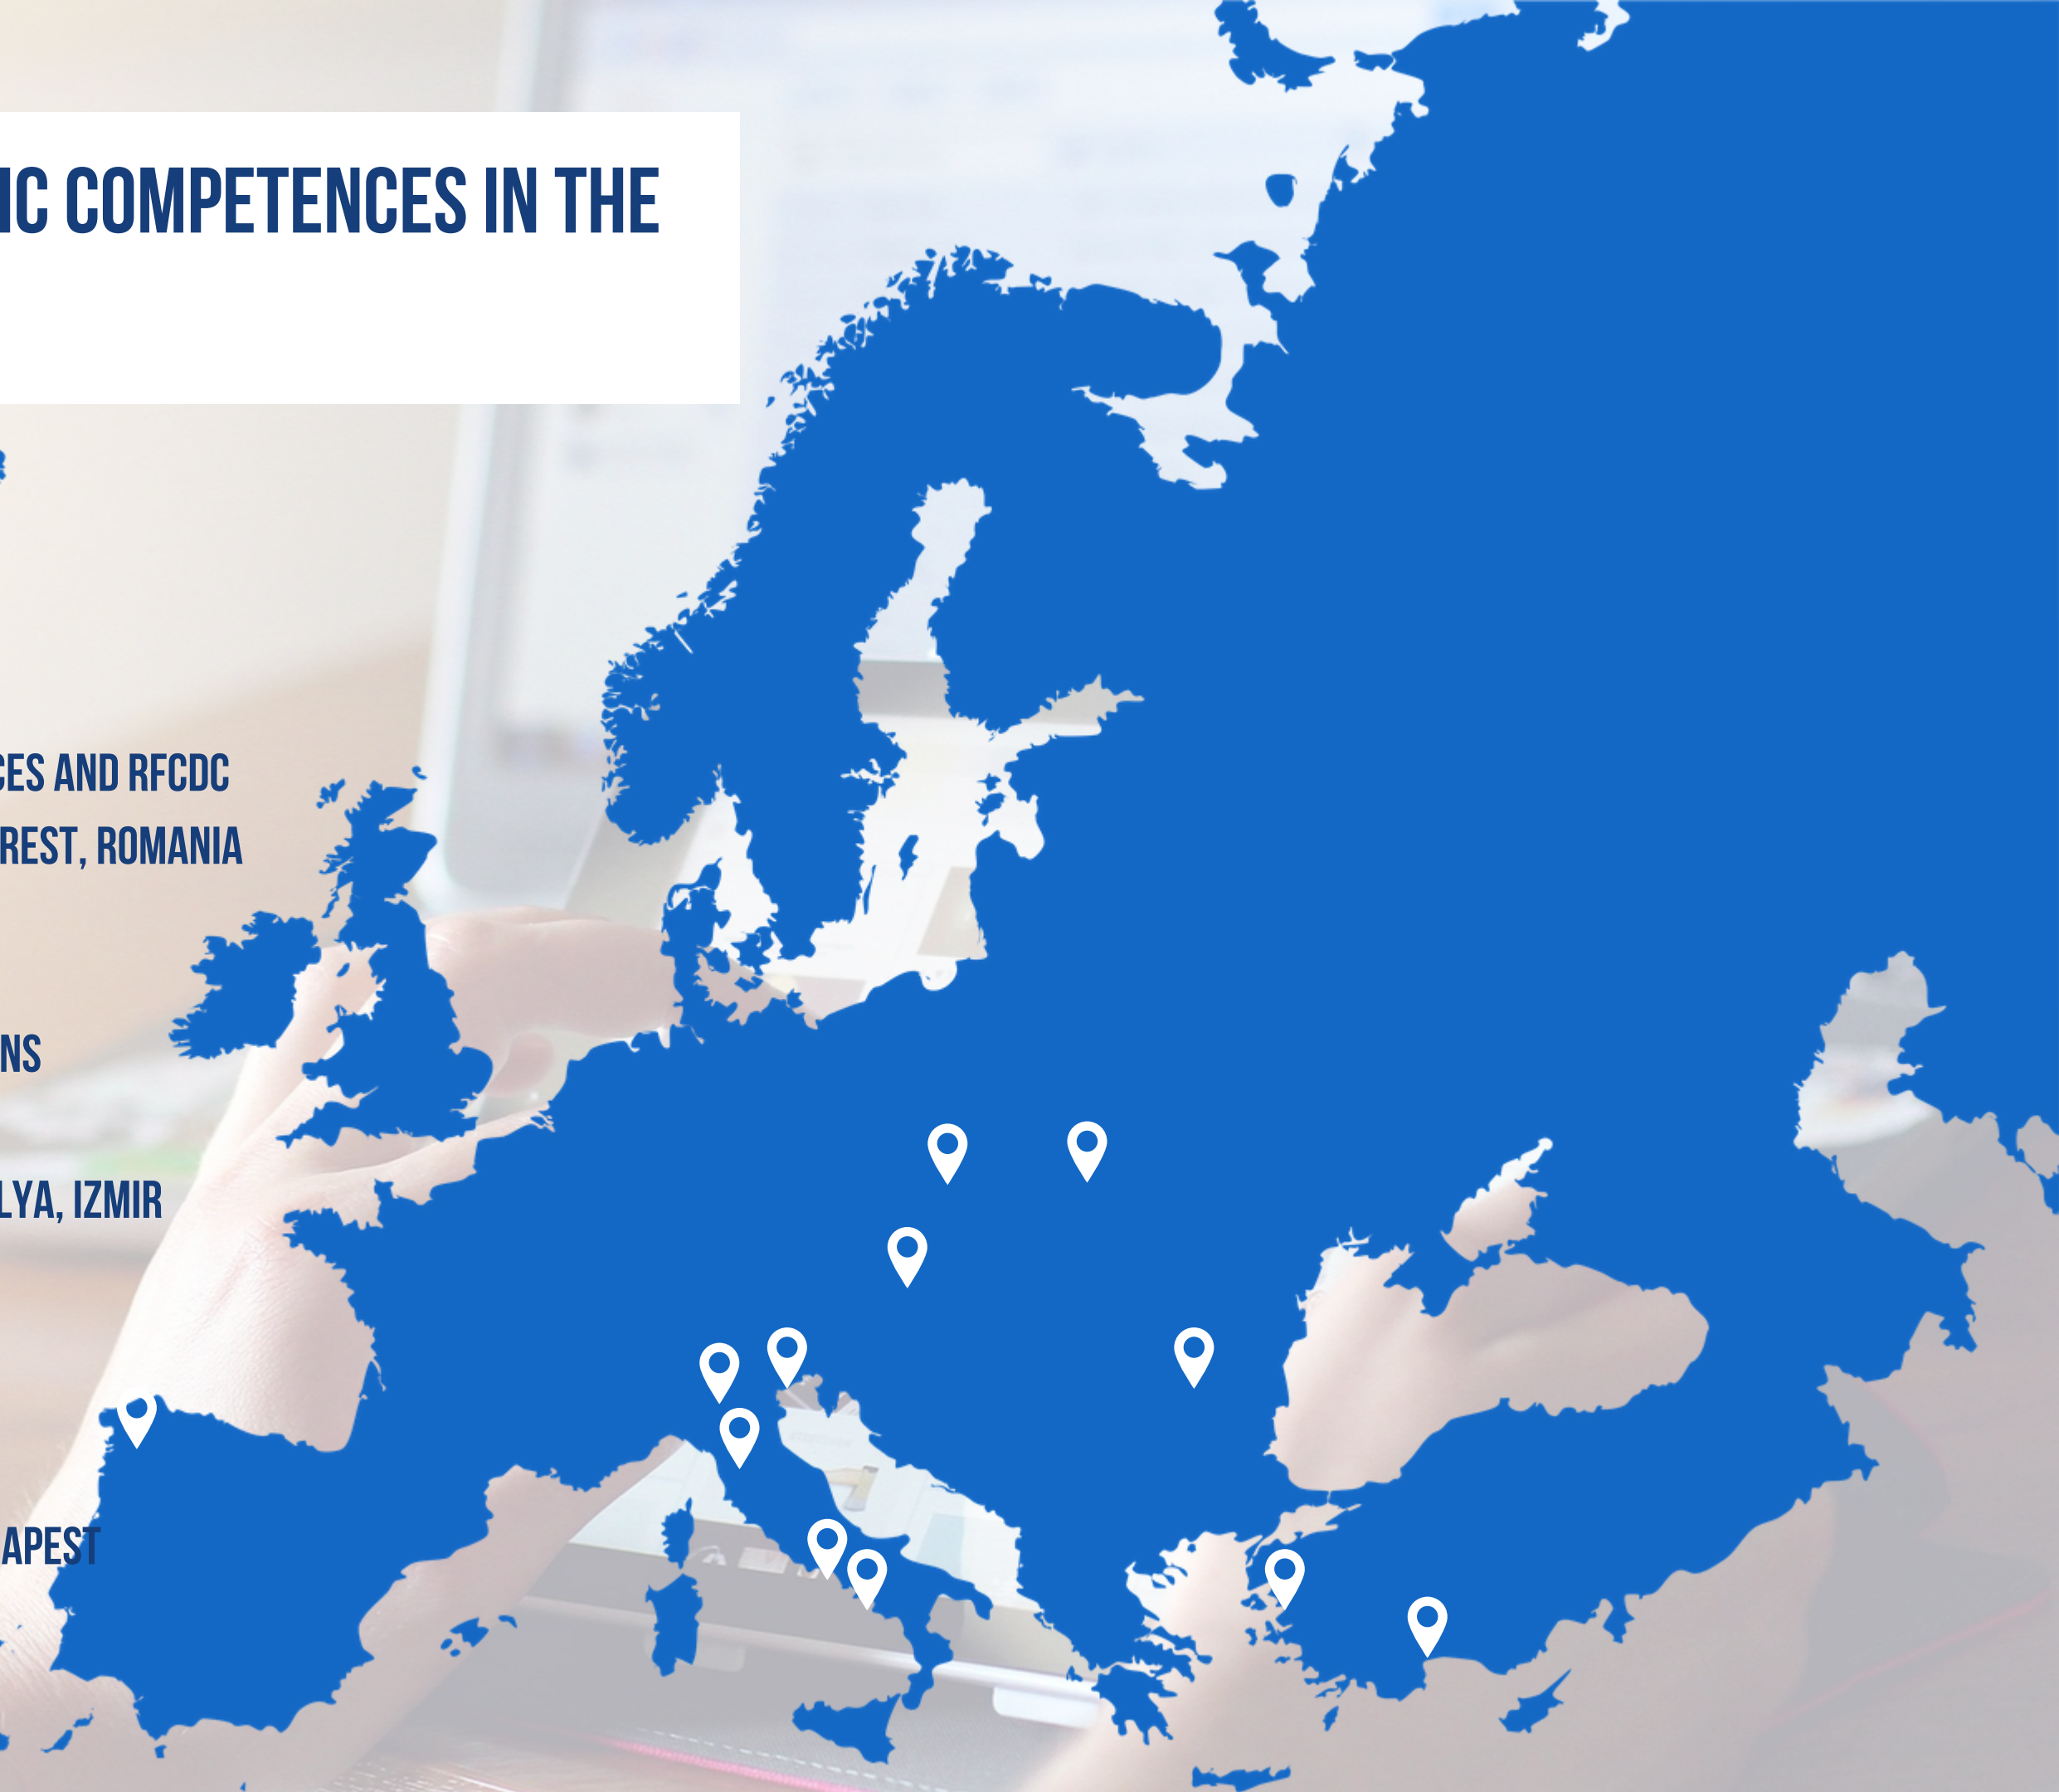 IC COMPETENCES IN THE
CES AND RFCDC
REST, ROMANIA
NS
LYA, IZMIR
APEST